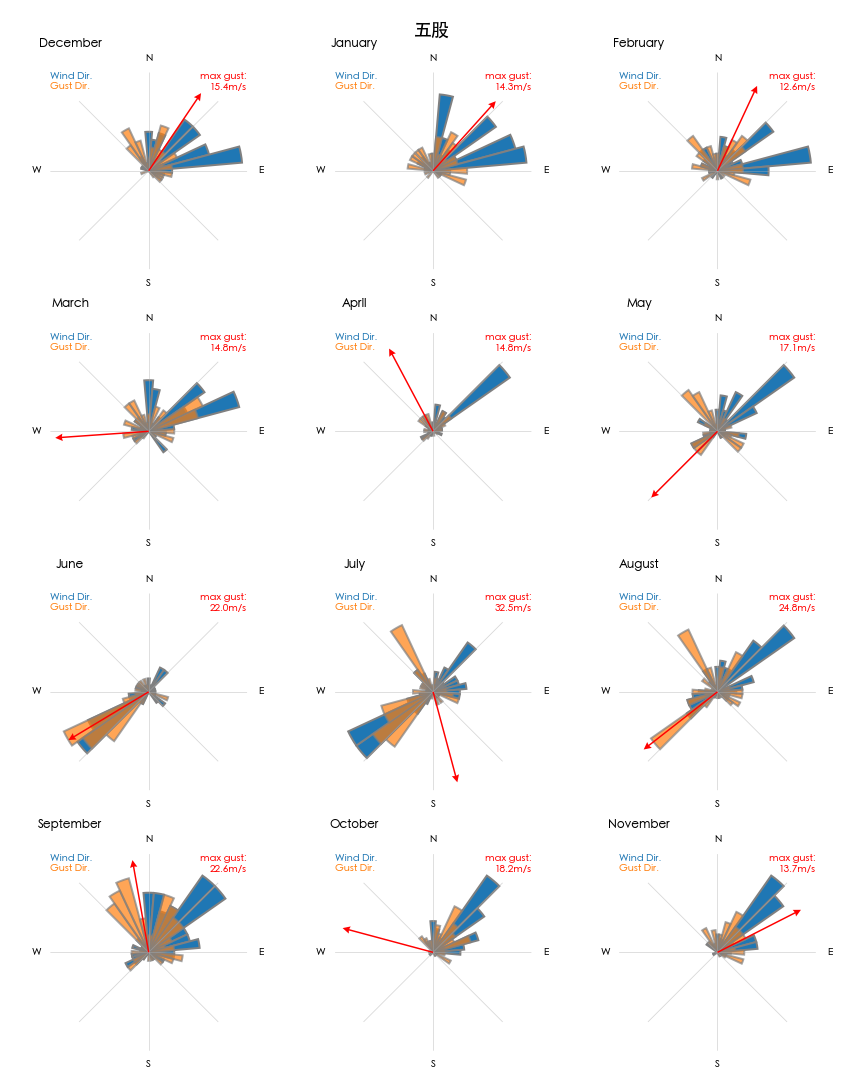 五股
December
January
February
N
N
N
Wind Dir.
Gust Dir.
max gust:
15.4m/s
Wind Dir.
Gust Dir.
max gust:
14.3m/s
Wind Dir.
Gust Dir.
max gust:
12.6m/s
W
E
W
E
W
E
S
S
S
March
April
May
N
N
N
Wind Dir.
Gust Dir.
max gust:
14.8m/s
Wind Dir.
Gust Dir.
max gust:
14.8m/s
Wind Dir.
Gust Dir.
max gust:
17.1m/s
W
E
W
E
W
E
S
S
S
June
July
August
N
N
N
Wind Dir.
Gust Dir.
max gust:
22.0m/s
Wind Dir.
Gust Dir.
max gust:
32.5m/s
Wind Dir.
Gust Dir.
max gust:
24.8m/s
W
E
W
E
W
E
S
S
S
September
October
November
N
N
N
Wind Dir.
Gust Dir.
max gust:
22.6m/s
Wind Dir.
Gust Dir.
max gust:
18.2m/s
Wind Dir.
Gust Dir.
max gust:
13.7m/s
W
E
W
E
W
E
S
S
S